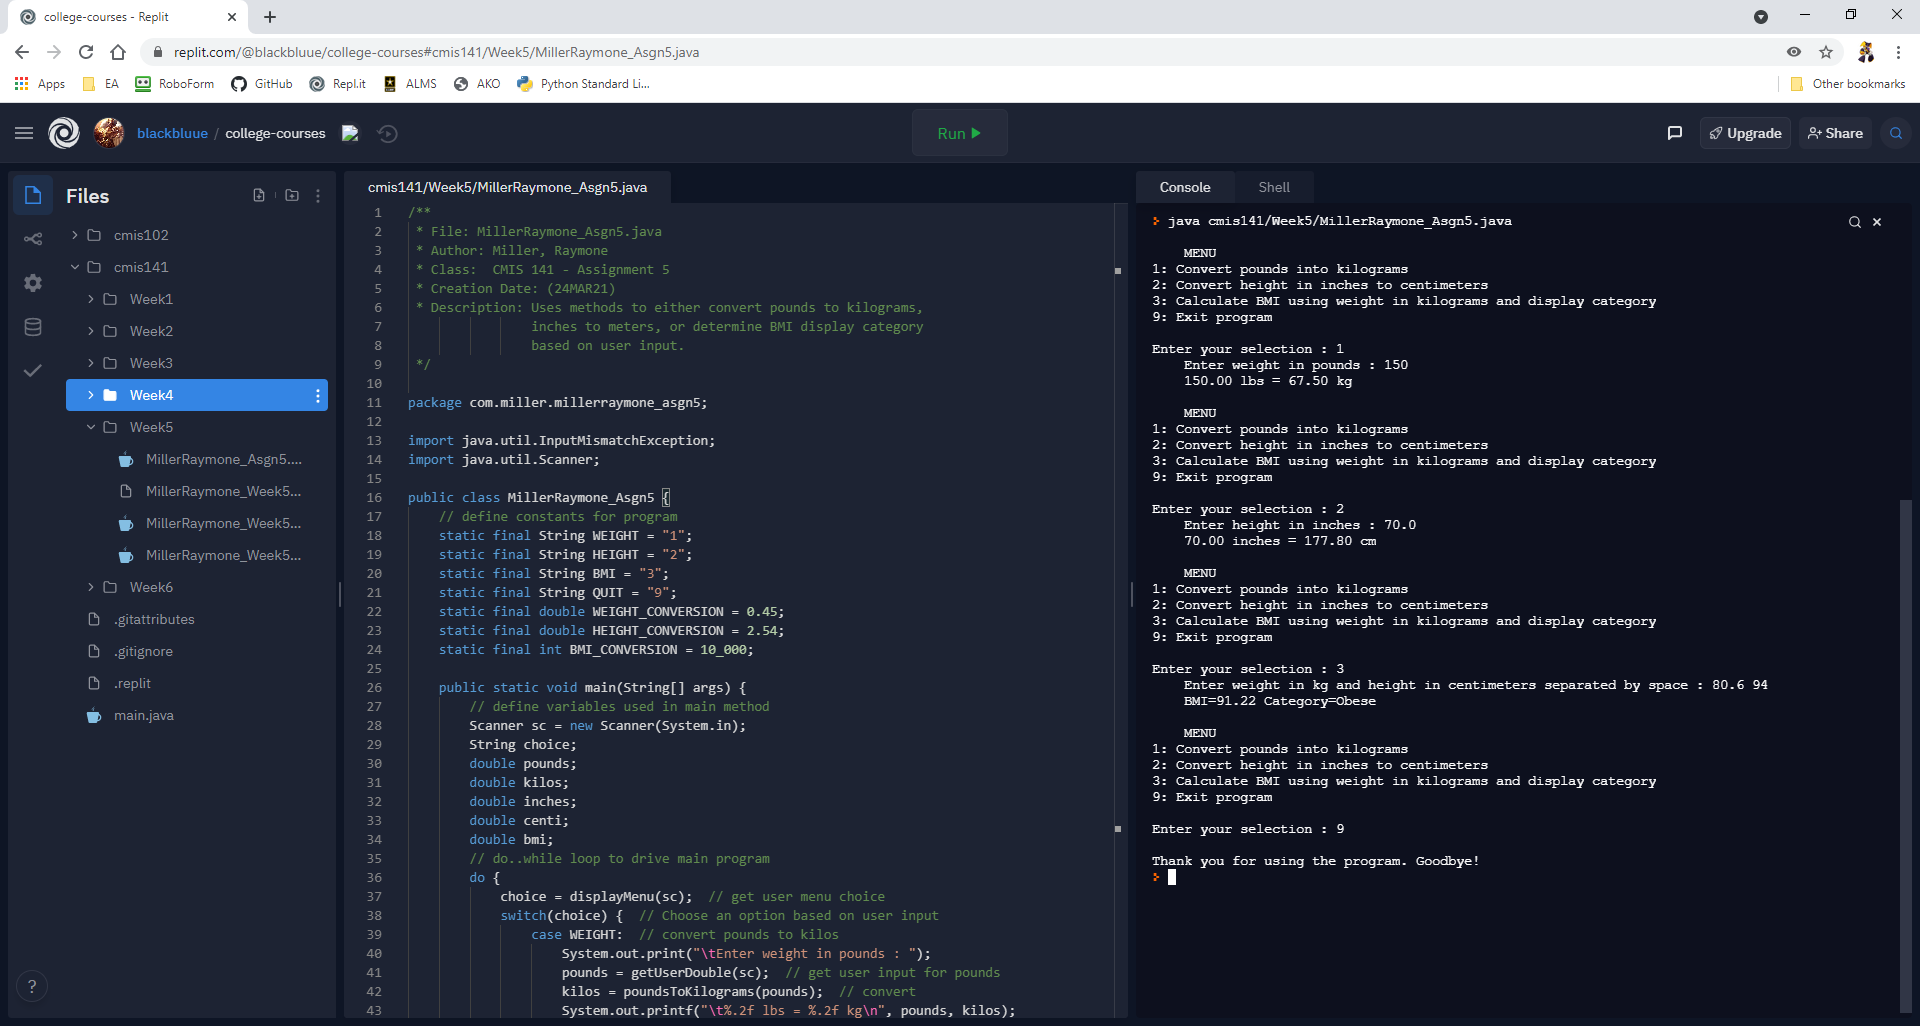 college-courses - Replit
replit.com/@blackbluue/college-courses#cmis141/Week5/MillerRaymone_Asgn5.java
Apps EA RoboForm GitHub Repl.it ALMS AKO Python Standard Li... Other bookmarks
blackbluue / college-courses Run Upgrade Share
Files
cmis102
cmis141
Week1
Week2
Week3
Week4
Week5
MillerRaymone_Asgn5....
MillerRaymone_Week5...
MillerRaymone_Week5...
MillerRaymone_Week5...
Week6
.gitattributes
.gitignore
.replit
main.java
?
cmis141/Week5/MillerRaymone_Asgn5.java
1 /**
2 * File: MillerRaymone_Asgn5.java
3 * Author: Miller, Raymone
4 * Class:  CMIS 141 - Assignment 5
5 * Creation Date: (24MAR21)
6 * Description: Uses methods to either convert pounds to kilograms,
7 inches to meters, or determine BMI display category
8 based on user input.
9 */
10
11 package com.miller.millerraymone_asgn5;
12
13 import java.util.InputMismatchException;
14 import java.util.Scanner;
15
16 public class MillerRaymone_Asgn5 {
17 // define constants for program
18 static final String WEIGHT = "1";
19 static final String HEIGHT = "2";
20 static final String BMI = "3";
21 static final String QUIT = "9";
22 static final double WEIGHT_CONVERSION = 0.45;
23 static final double HEIGHT_CONVERSION = 2.54;
24 static final int BMI_CONVERSION = 10_000;
25
26 public static void main(String[] args) {
27 // define variables used in main method
28 Scanner sc = new Scanner(System.in);
29 String choice;
30 double pounds;
31 double kilos;
32 double inches;
33 double centi;
34 double bmi;
35 // do..while loop to drive main program
36 do {
37 choice = displayMenu(sc);  // get user menu choice
38 switch(choice) {  // Choose an option based on user input
39 case WEIGHT:  // convert pounds to kilos
40 System.out.print("\tEnter weight in pounds : ");
41 pounds = getUserDouble(sc);  // get user input for pounds
42 kilos = poundsToKilograms(pounds);  // convert
43 System.out.printf("\t%.2f lbs = %.2f kg\n", pounds, kilos);
Console Shell
> java cmis141/Week5/MillerRaymone_Asgn5.java
MENU
1: Convert pounds into kilograms
2: Convert height in inches to centimeters
3: Calculate BMI using weight in kilograms and display category
9: Exit program
Enter your selection : 1
Enter weight in pounds : 150
150.00 lbs = 67.50 kg
MENU
1: Convert pounds into kilograms
2: Convert height in inches to centimeters
3: Calculate BMI using weight in kilograms and display category
9: Exit program
Enter your selection : 2
Enter height in inches : 70.0
70.00 inches = 177.80 cm
MENU
1: Convert pounds into kilograms
2: Convert height in inches to centimeters
3: Calculate BMI using weight in kilograms and display category
9: Exit program
Enter your selection : 3
Enter weight in kg and height in centimeters separated by space : 80.6 94
BMI=91.22 Category=Obese
MENU
1: Convert pounds into kilograms
2: Convert height in inches to centimeters
3: Calculate BMI using weight in kilograms and display category
9: Exit program
Enter your selection : 9
Thank you for using the program. Goodbye!
>